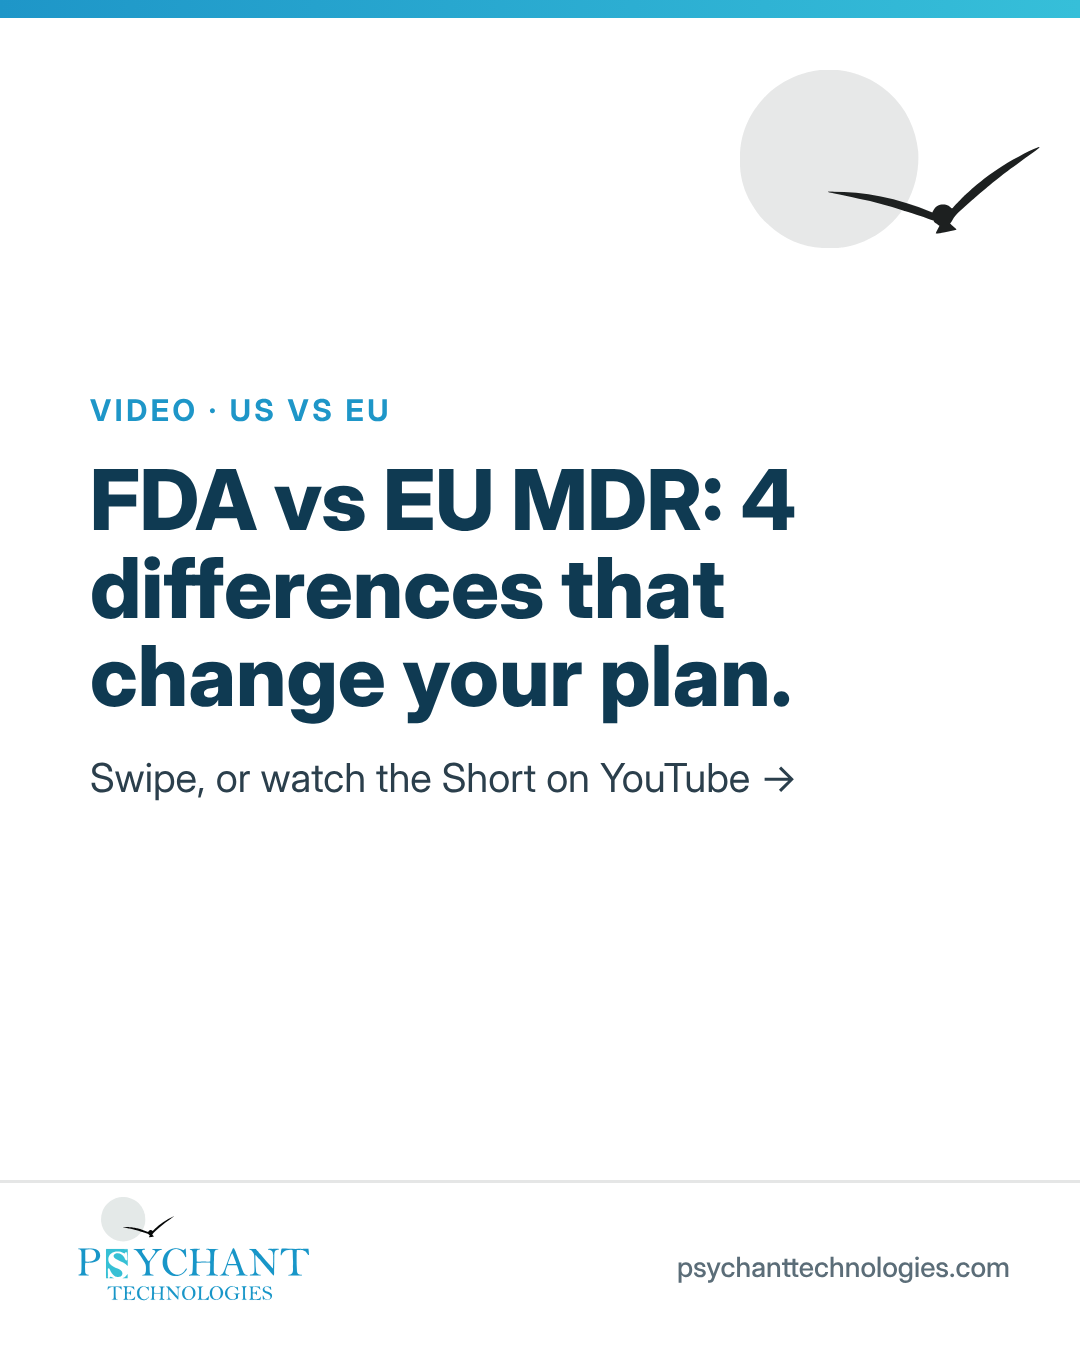 VIDEO · US VS EU
FDA vs EU MDR: 4
differences that
change your plan.
Swipe, or watch the Short on YouTube →
PSYCHANT
TECHNOLOGIES
psychanttechnologies.com